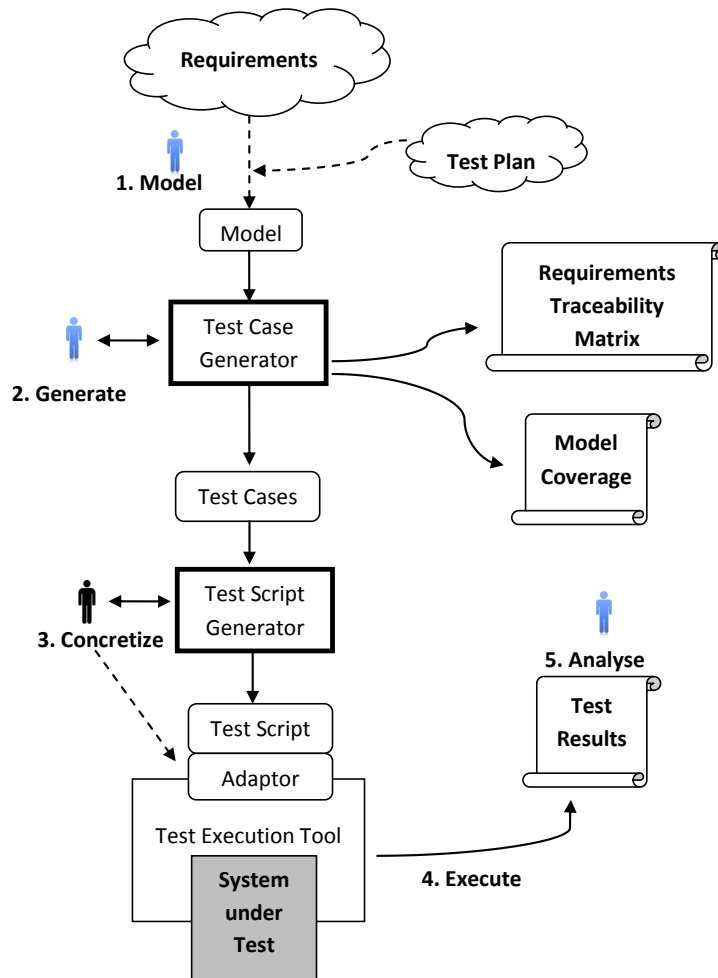 Requirements
Test Plan
1. Model
Model
Requirements
Traceability
Matrix
Test Case
Generator
2. Generate
Model
Coverage
Test Cases
Test Script
Generator
3. Concretize
5. Analyse
Test Script
Test
Results
Adaptor
Test Execution Tool
4. Execute
System
under
Test